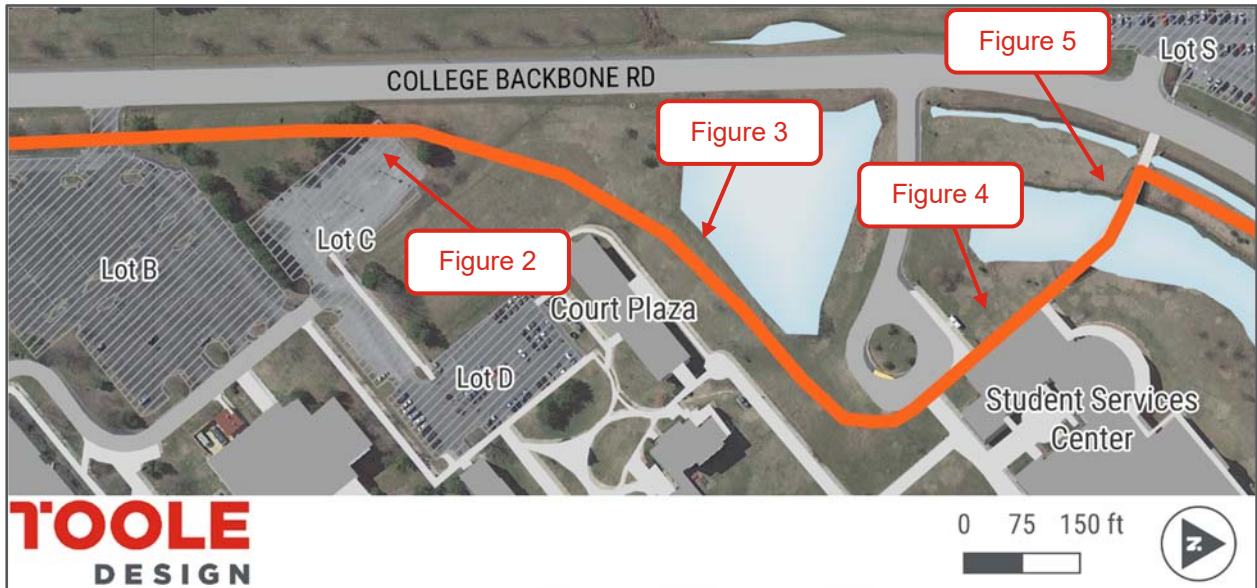 Figure 5
Lot S
COLLEGE BACKBONE RD
Figure 3
Figure 4
Lot C
Figure 2
Lot B
Court Plaza
Lot D
Student Services
Center
TOOLE
DESIGN
0 75 150 ft
N